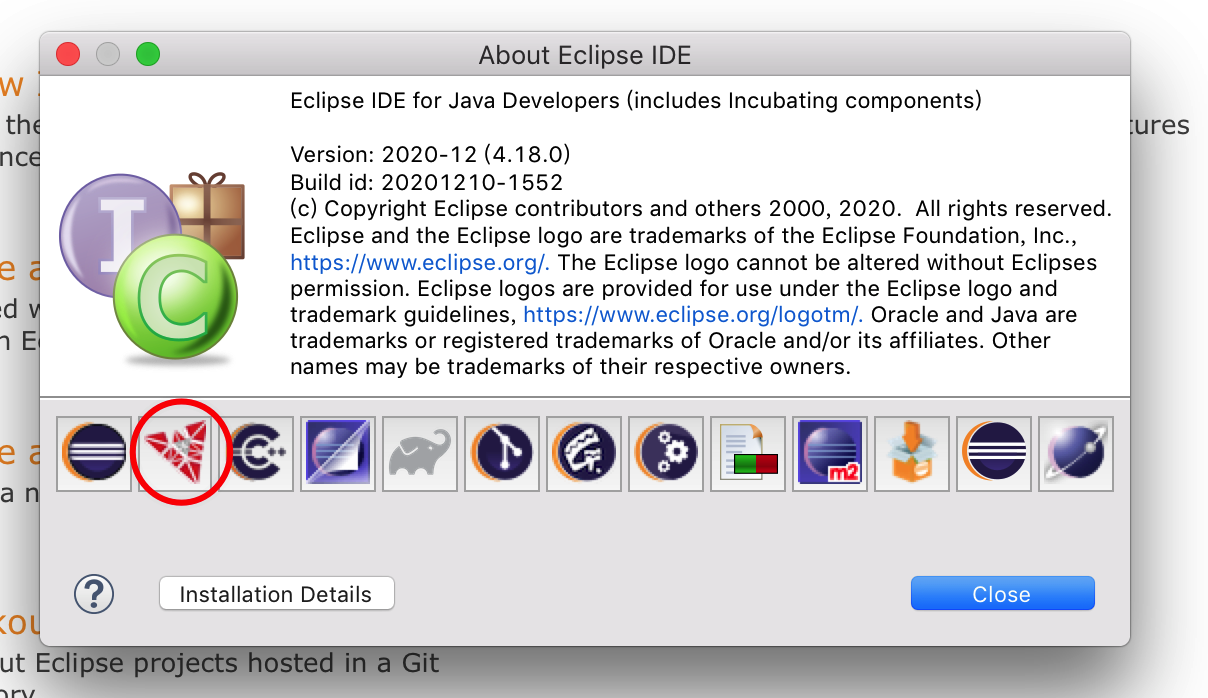 About Eclipse IDE
Eclipse IDE for Java Developers (includes Incubating components)
Version: 2020-12 (4.18.0)
Build id: 20201210-1552
(c) Copyright Eclipse contributors and others 2000, 2020.  All rights reserved.
Eclipse and the Eclipse logo are trademarks of the Eclipse Foundation, Inc.,
https://www.eclipse.org/. The Eclipse logo cannot be altered without Eclipses
permission. Eclipse logos are provided for use under the Eclipse logo and
trademark guidelines, https://www.eclipse.org/logotm/. Oracle and Java are
trademarks or registered trademarks of Oracle and/or its affiliates. Other
names may be trademarks of their respective owners.
I
C
C++
m2
?
Installation Details
Close
the
tures
nce
a n
ut Eclipse projects hosted in a Git
ory